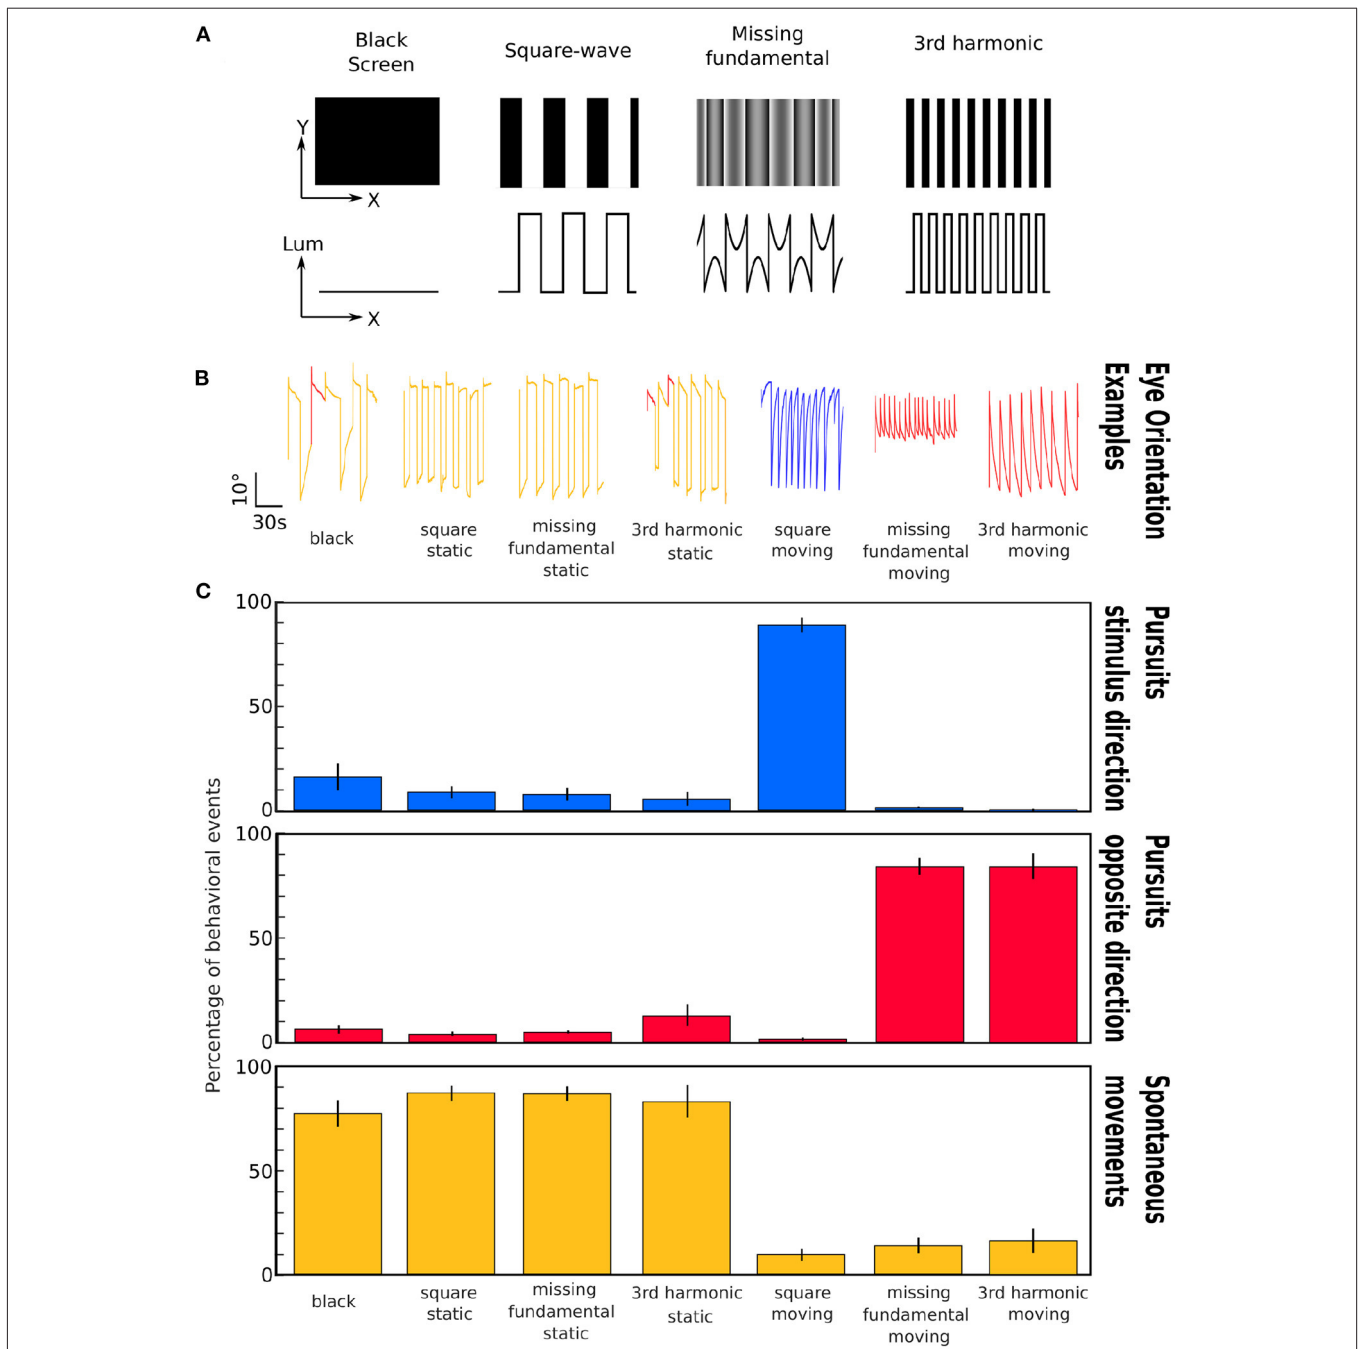 A
Black
Screen
Square-wave
Missing
fundamental
3rd harmonic
Y
X
Lum
X
B
10°
30s
black
square
static
missing
fundamental
static
3rd harmonic
static
square
moving
missing
fundamental
moving
3rd harmonic
moving
Eye Orientation
Examples
C
Percentage of behavioral events
100
50
0
Pursuits
stimulus direction
100
50
0
Pursuits
opposite direction
100
50
0
Spontaneous
movements
black
square
static
missing
fundamental
static
3rd harmonic
static
square
moving
missing
fundamental
moving
3rd harmonic
moving